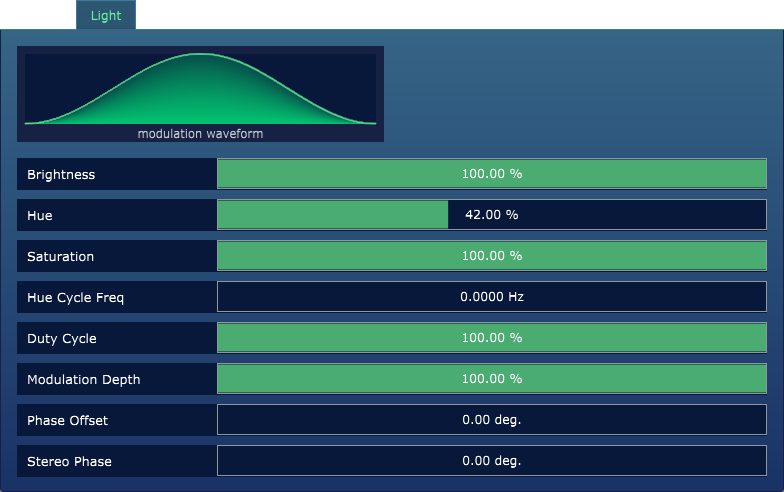 Light
modulation waveform
Brightness 100.00 %
Hue 42.00 %
Saturation 100.00 %
Hue Cycle Freq 0.0000 Hz
Duty Cycle 100.00 %
Modulation Depth 100.00 %
Phase Offset 0.00 deg.
Stereo Phase 0.00 deg.